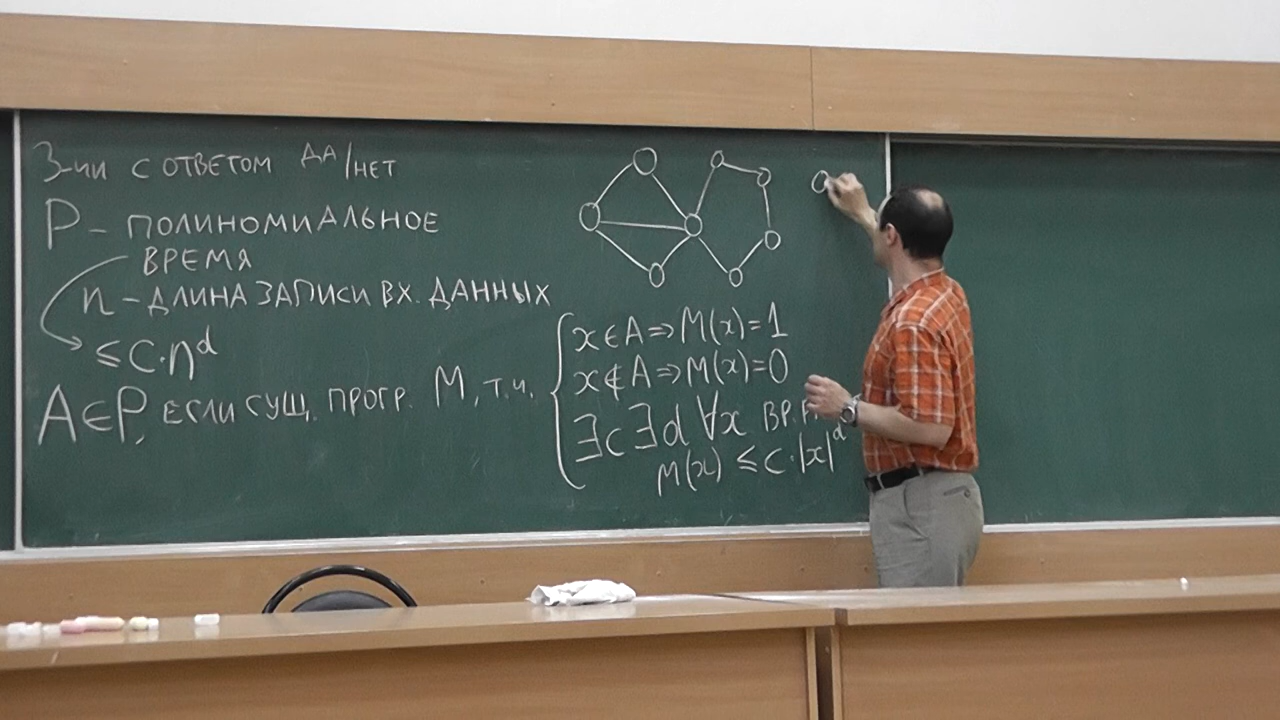 З-чи с ответом ДА/НЕТ
P – ПОЛИНОМИАЛЬНОЕ
ВРЕМЯ
n – ДЛИНА ЗАПИСИ ВХ. ДАННЫХ
≤ C·n^d
A∈P, ЕСЛИ СУЩ. ПРОГР. M, Т.Ч.
x∈A ⇒ M(x)=1
x∉A ⇒ M(x)=0
∃c ∃d ∀x ВР.
M(x) ≤ C·|x|^d